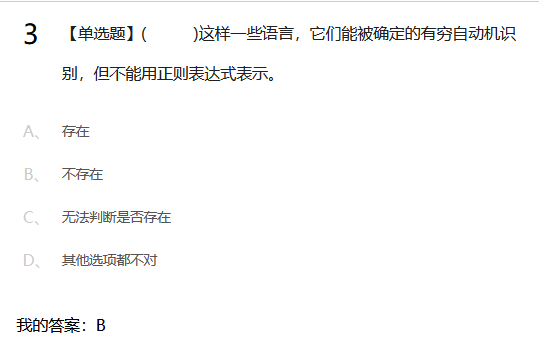 3 【单选题】(        )这样一些语言，它们能被确定的有穷自动机识
别，但不能用正则表达式表示。
A、 存在
B、 不存在
C、 无法判断是否存在
D、 其他选项都不对
我的答案：B